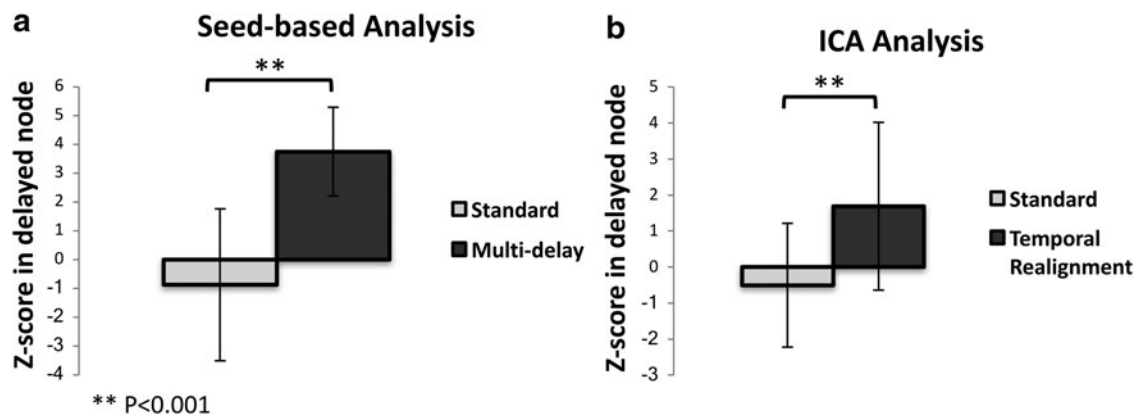 a
Seed-based Analysis
**
Z-score in delayed node
6
5
4
3
2
1
0
-1
-2
-3
-4
Standard
Multi-delay
** P<0.001
b
ICA Analysis
**
Z-score in delayed node
5
4
3
2
1
0
-1
-2
-3
Standard
Temporal
Realignment